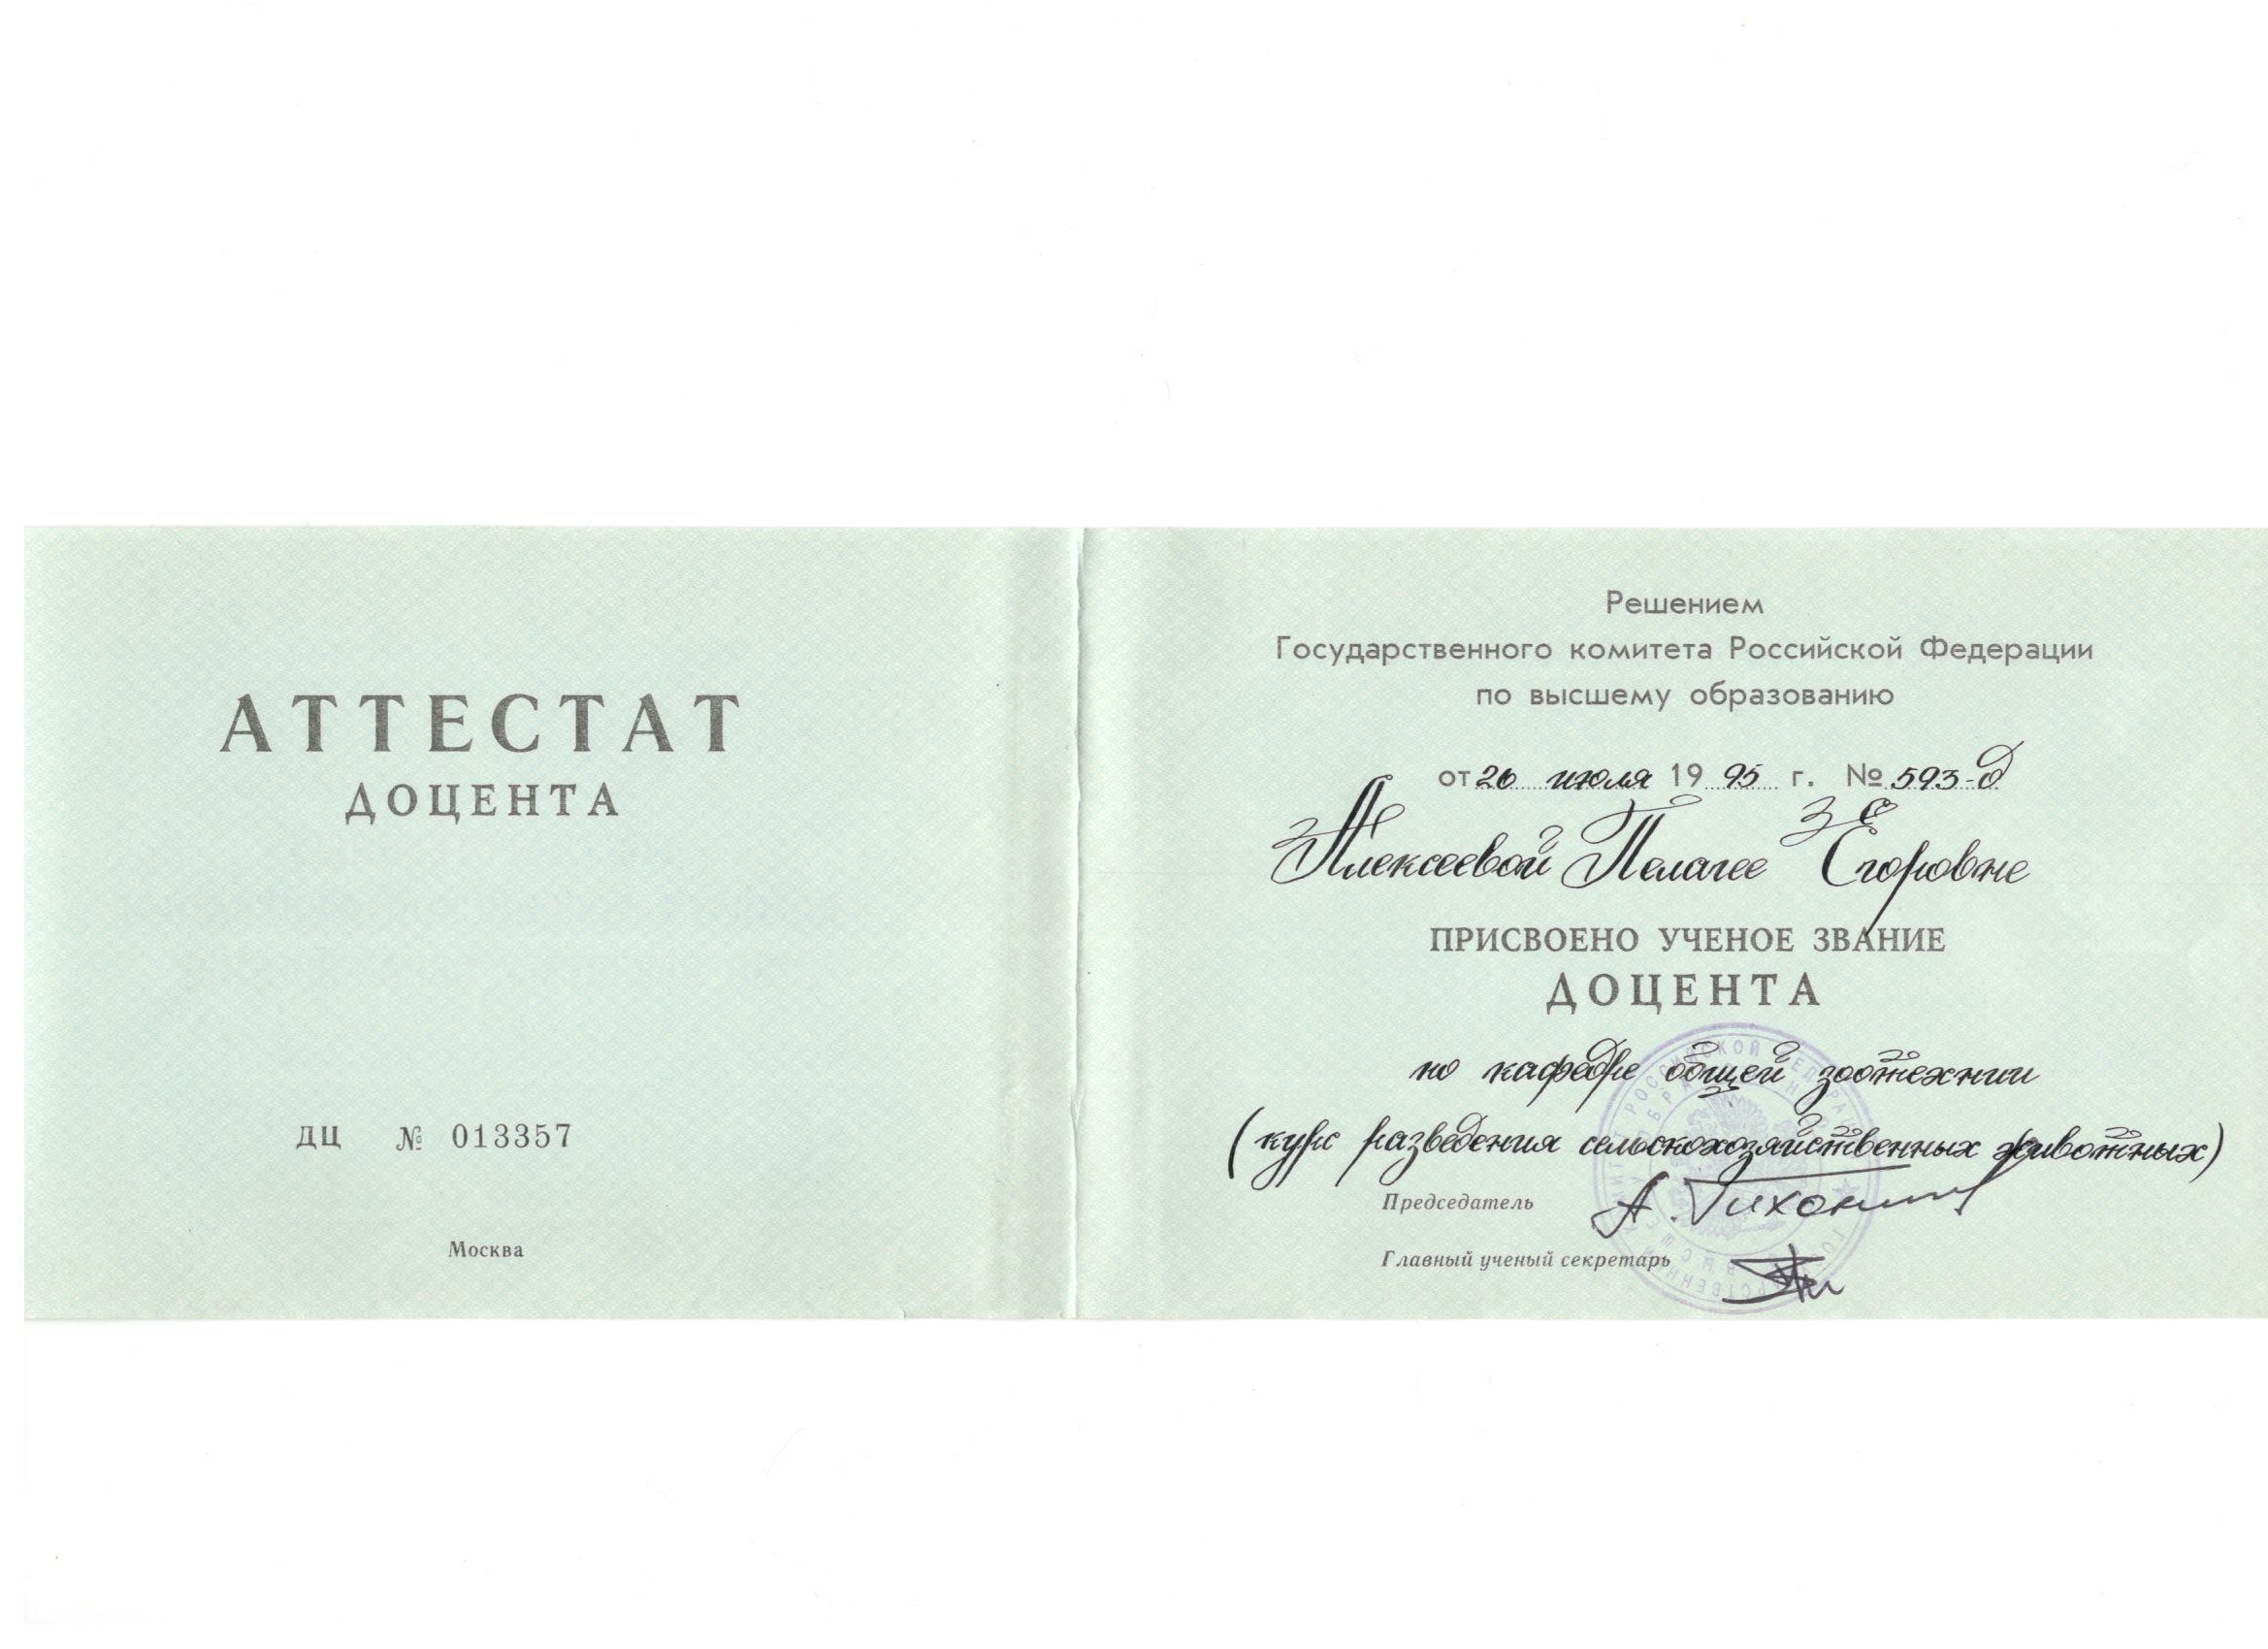 АТТЕСТАТ
ДОЦЕНТА
ДЦ № 013357
Москва
Решением
Государственного комитета Российской Федерации
по высшему образованию
от 26 июля 1995 г. № 593-д
Алексеевой Пелагее Егоровне
ПРИСВОЕНО УЧЕНОЕ ЗВАНИЕ
ДОЦЕНТА
по кафедре общей зоотехнии
(курс разведения сельскохозяйственных животных)
Председатель А. Тихонов
Главный ученый секретарь